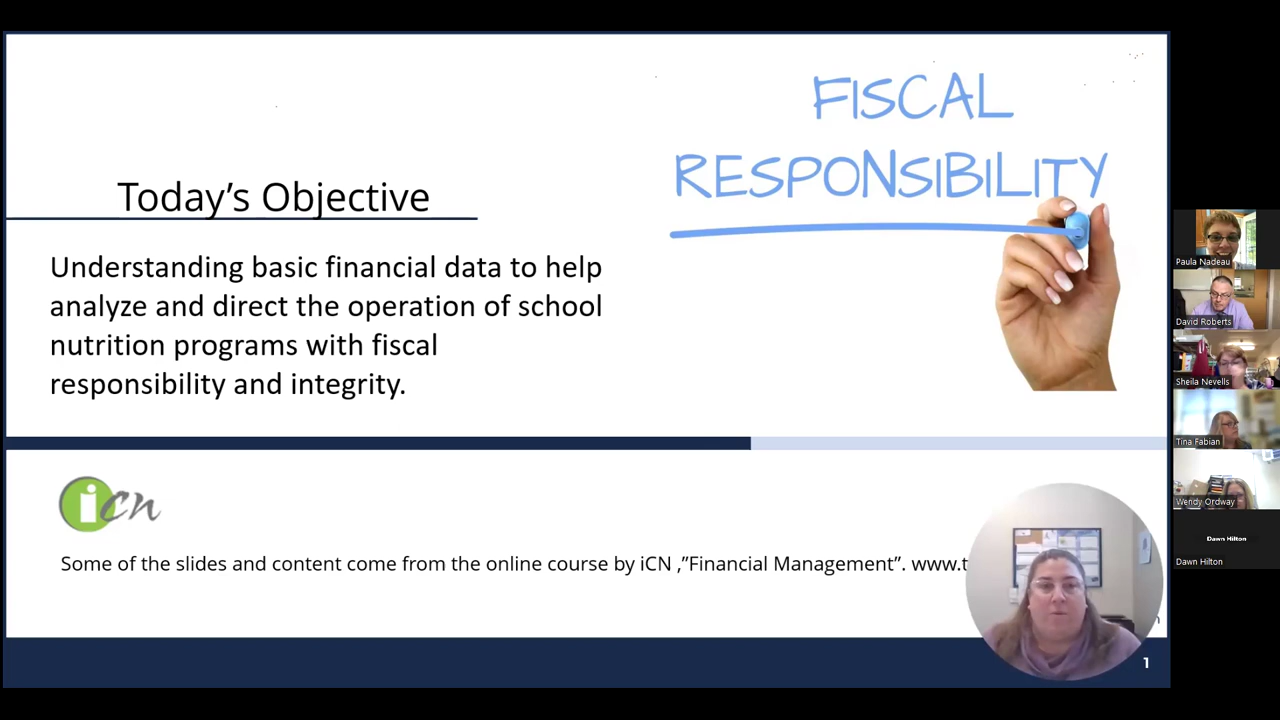 FISCAL
RESPONSIBILITY
Today's Objective
Understanding basic financial data to help
analyze and direct the operation of school
nutrition programs with fiscal
responsibility and integrity.
icn
Some of the slides and content come from the online course by iCN ,”Financial Management”. www.t
1
Paula Nadeau
David Roberts
Sheila Nevells
Tina Fabian
Wendy Ordway
Dawn Hilton
Dawn Hilton